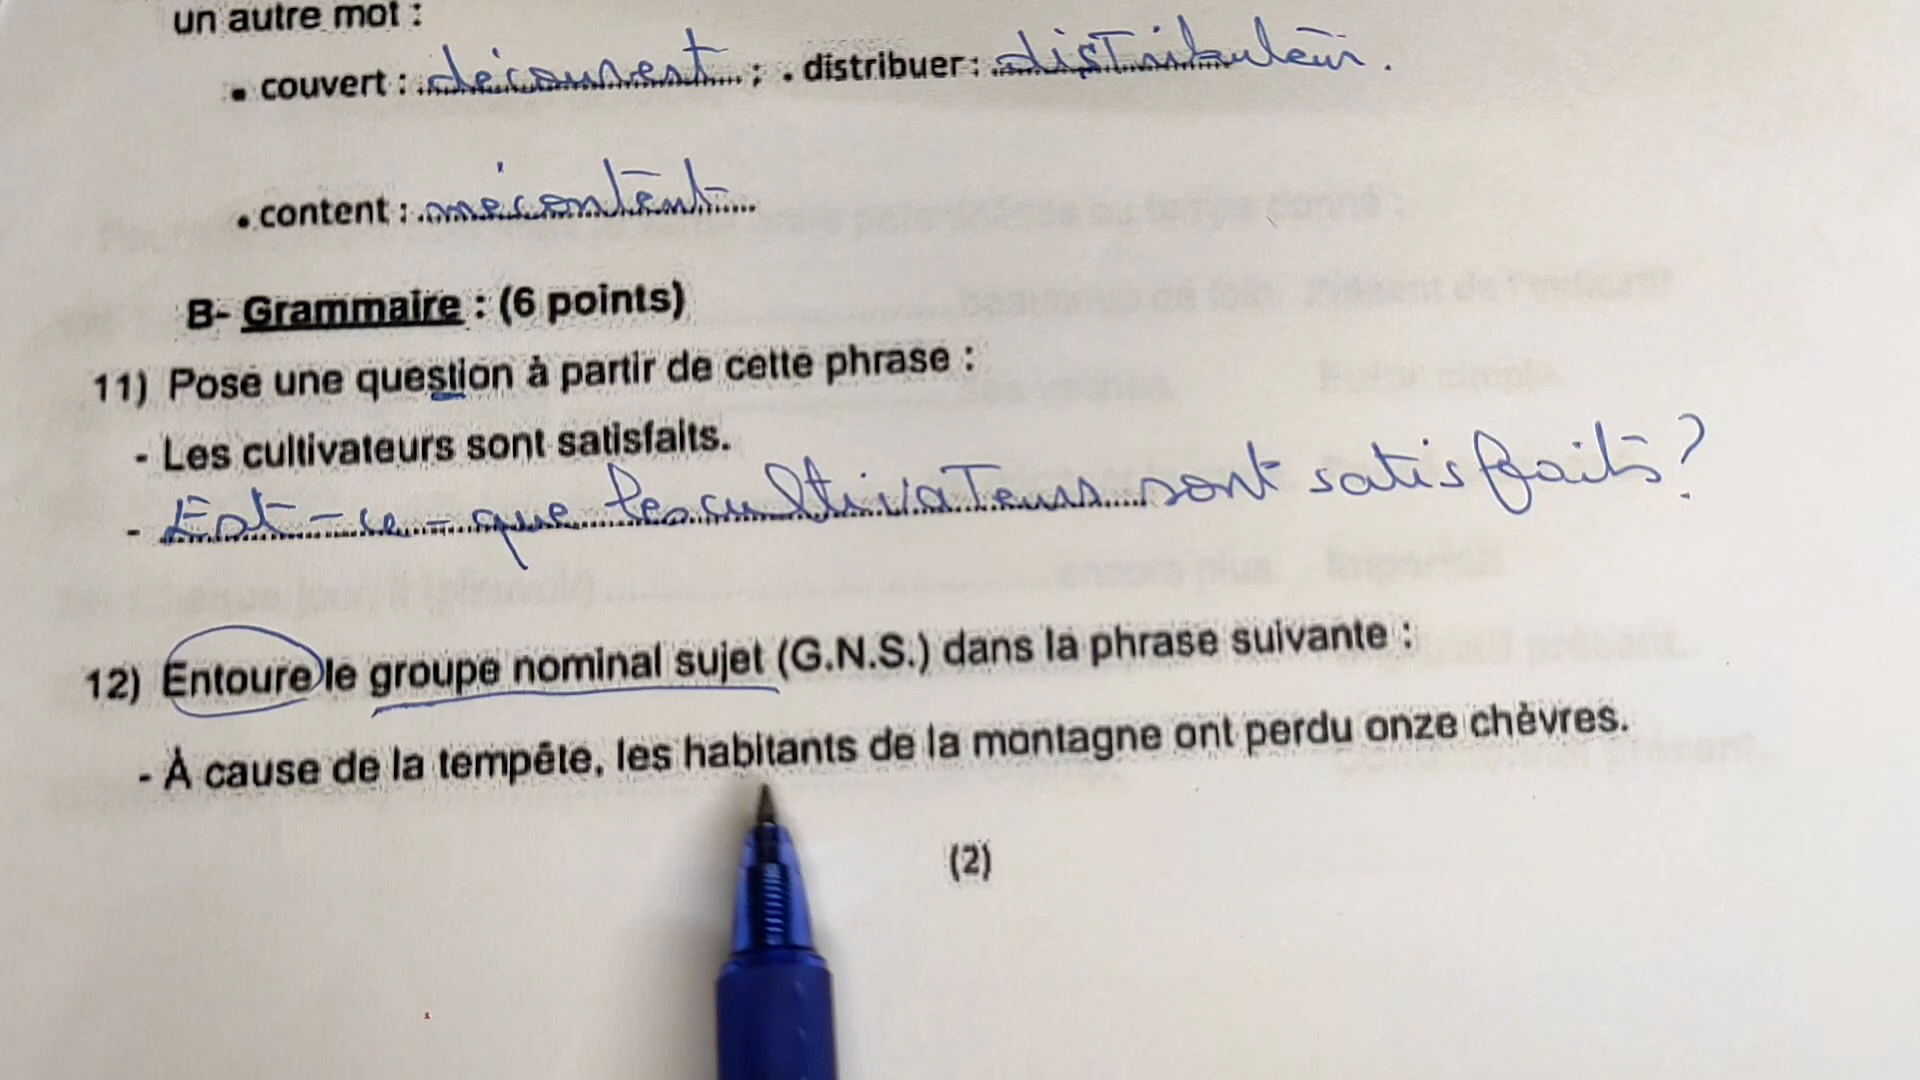 un autre mot :
• couvert : découvert ; • distribuer : distributeur.
• content : mécontent
B- Grammaire : (6 points)
11) Pose une question à partir de cette phrase :
- Les cultivateurs sont satisfaits.
- Est-ce-que les cultivateurs sont satisfaits ?
12) Entoure le groupe nominal sujet (G.N.S.) dans la phrase suivante :
- À cause de la tempête, les habitants de la montagne ont perdu onze chèvres.
(2)